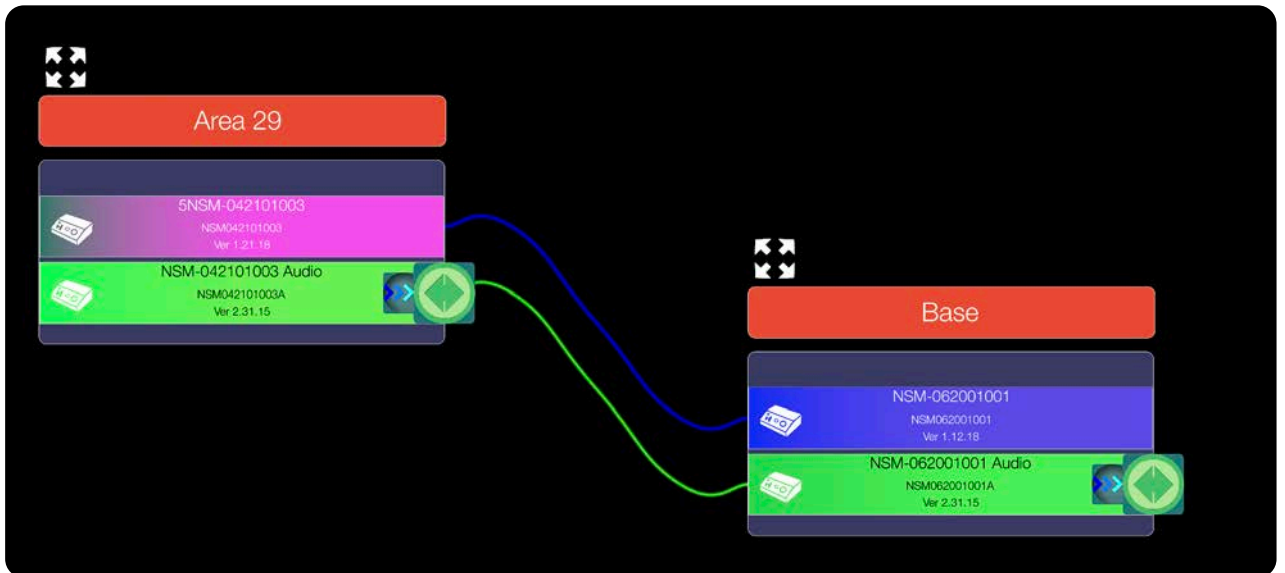 Area 29
5NSM-042101003
NSM042101003
Ver 1.21.18
NSM-042101003 Audio
NSM042101003A
Ver 2.31.15
Base
NSM-062001001
NSM062001001
Ver 1.12.18
NSM-062001001 Audio
NSM062001001A
Ver 2.31.15